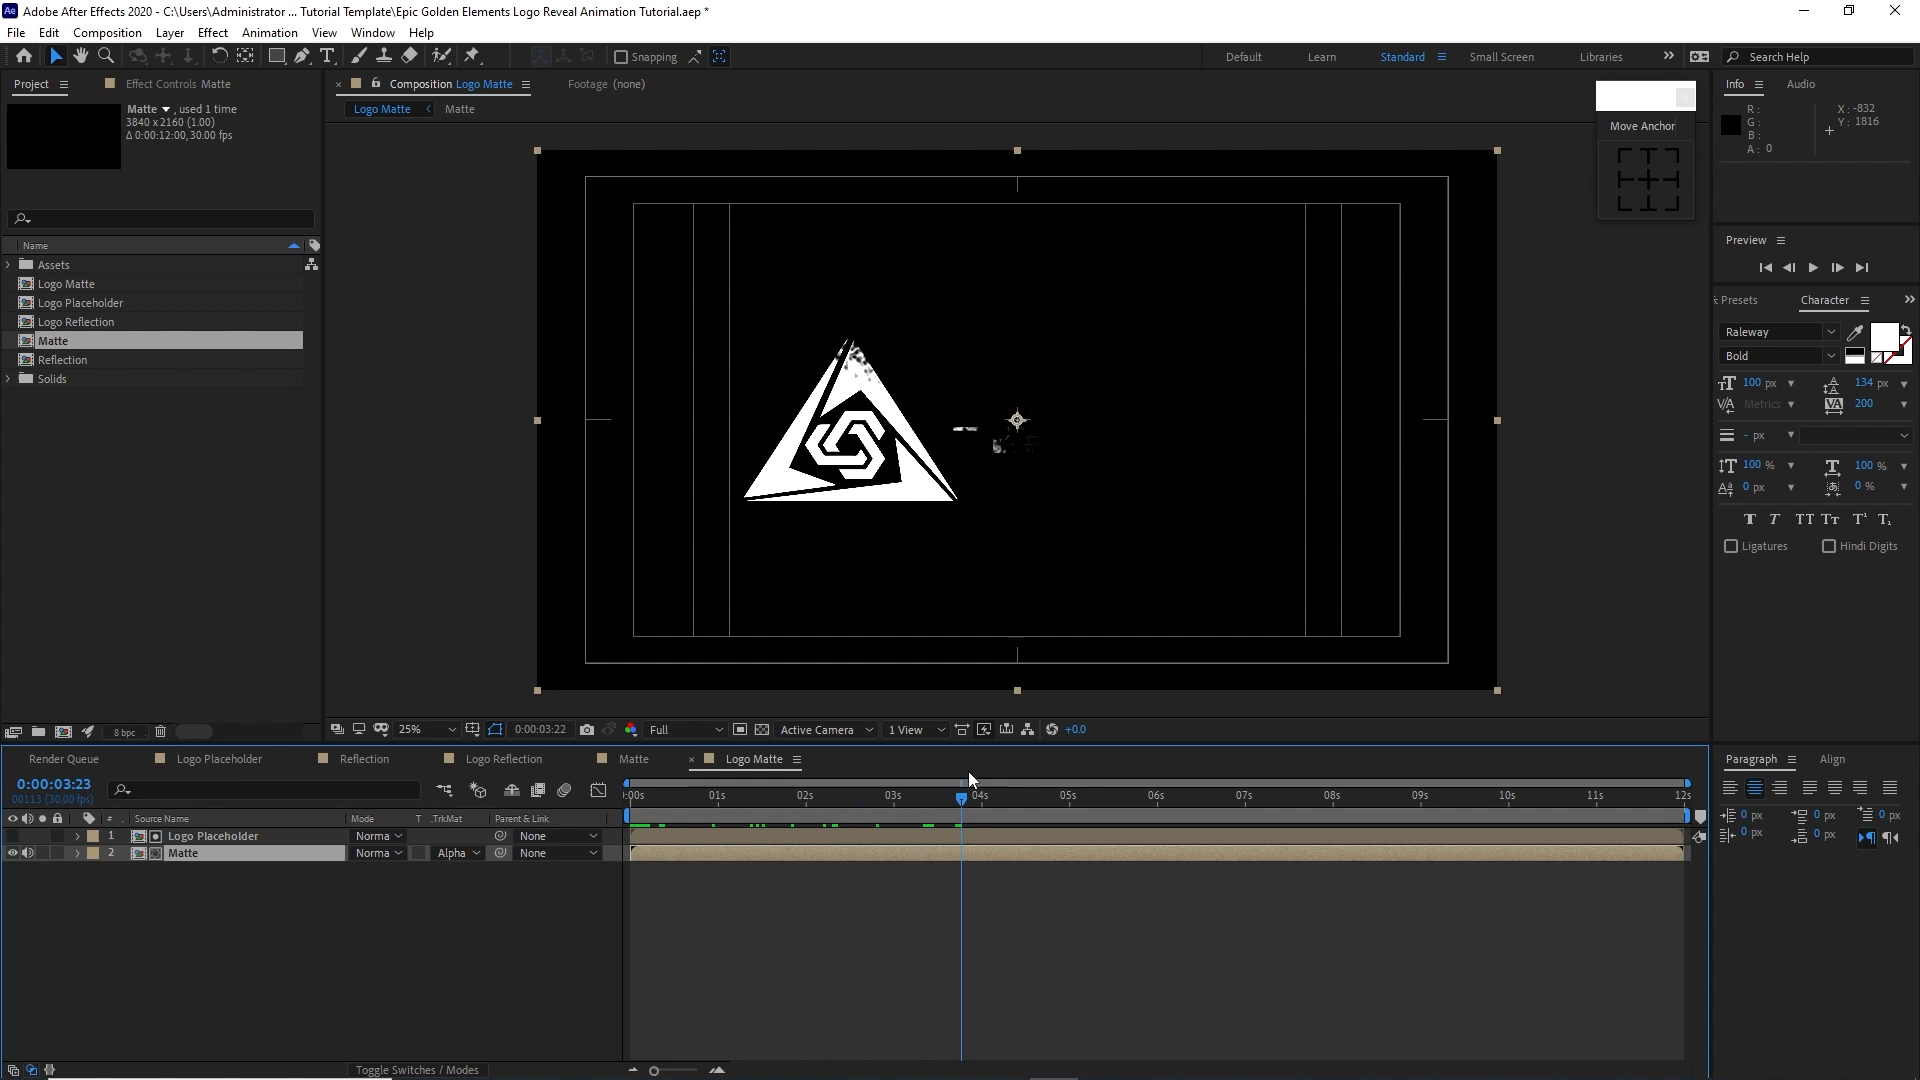 Adobe After Effects 2020 - C:\Users\Administrator ... Tutorial Template\Epic Golden Elements Logo Reveal Animation Tutorial.aep *
File Edit Composition Layer Effect Animation View Window Help
Snapping Default Learn Standard Small Screen Libraries Search Help
Project Effect Controls Matte Composition Logo Matte Footage (none) Info Audio
Matte , used 1 time
3840 x 2160 (1.00)
Δ 0:00:12:00, 30.00 fps
Logo Matte Matte
R:
G:
B:
A: 0
X: -832
Y: 1816
Move Anchor
Name
Assets
Logo Matte
Logo Placeholder
Logo Reflection
Matte
Reflection
Solids
Preview
Presets Character
Raleway
Bold
100 px 134 px
Metrics 200
- px
100 % 100 %
0 px 0 %
T T TT Tt T¹ T₁
Ligatures Hindi Digits
8 bpc
25% 0:00:03:22 Full Active Camera 1 View +0.0
Render Queue Logo Placeholder Reflection Logo Reflection Matte Logo Matte
Paragraph Align
0:00:03:23
00113 (30.00 fps)
:00s 01s 02s 03s 04s 05s 06s 07s 08s 09s 10s 11s 12s
# Source Name Mode T .TrkMat Parent & Link
1 Logo Placeholder Norma None
2 Matte Norma Alpha None
0 px 0 px 0 px
0 px 0 px
Toggle Switches / Modes